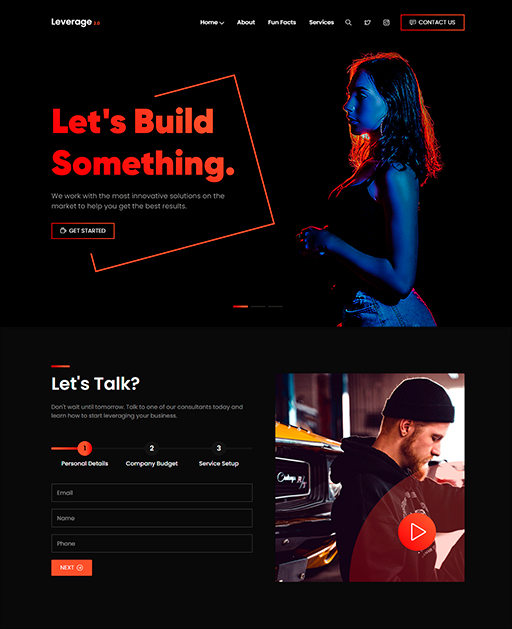 Leverage 2.0
Home
About
Fun Facts
Services
CONTACT US
Let's Build
Something.
We work with the most innovative solutions on the
market to help you get the best results.
GET STARTED
Let's Talk?
Don't wait until tomorrow. Talk to one of our consultants today and
learn how to start leveraging your business.
1
2
3
Personal Details
Company Budget
Service Setup
Email
Name
Phone
NEXT